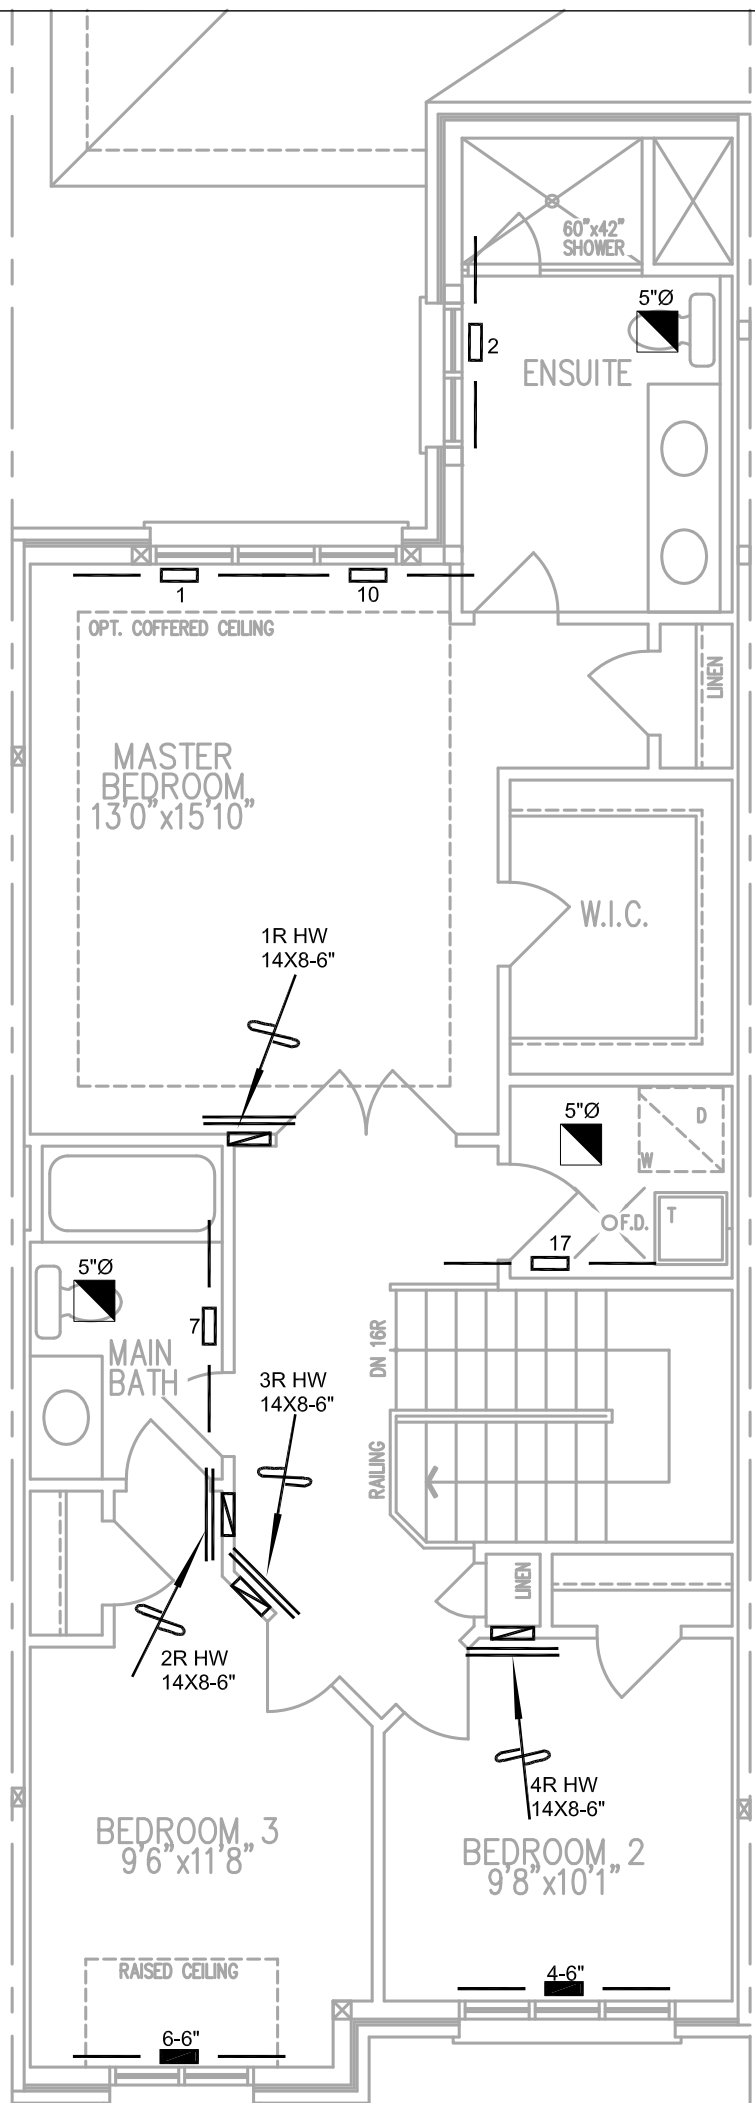 60"x42"
SHOWER
5"Ø
2
ENSUITE
1
10
OPT. COFFERED CEILING
LINEN
MASTER
BEDROOM
13'0"x15'10"
W.I.C.
1R HW
14X8-6"
5"Ø
D
W
T
F.D.
17
5"Ø
7
MAIN
BATH
DN 16R
3R HW
14X8-6"
RAILING
LINEN
2R HW
14X8-6"
4R HW
14X8-6"
BEDROOM 3
9'6"x11'8"
BEDROOM 2
9'8"x10'1"
RAISED CEILING
4-6"
6-6"